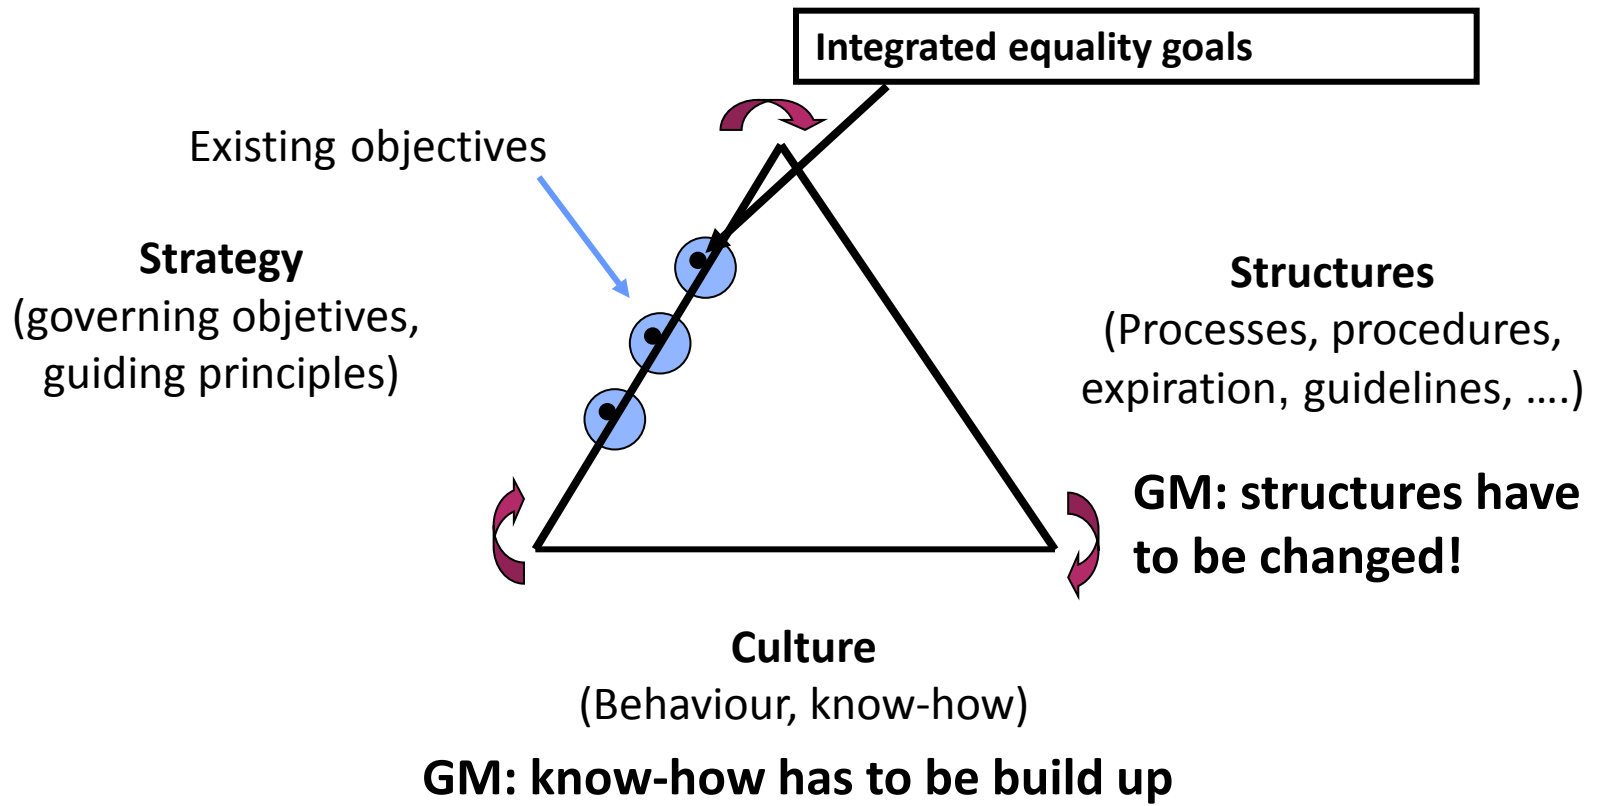 Integrated equality goals
Existing objectives
Strategy
(governing objetives,
guiding principles)
Structures
(Processes, procedures,
expiration, guidelines, ....)
GM: structures have
to be changed!
Culture
(Behaviour, know-how)
GM: know-how has to be build up